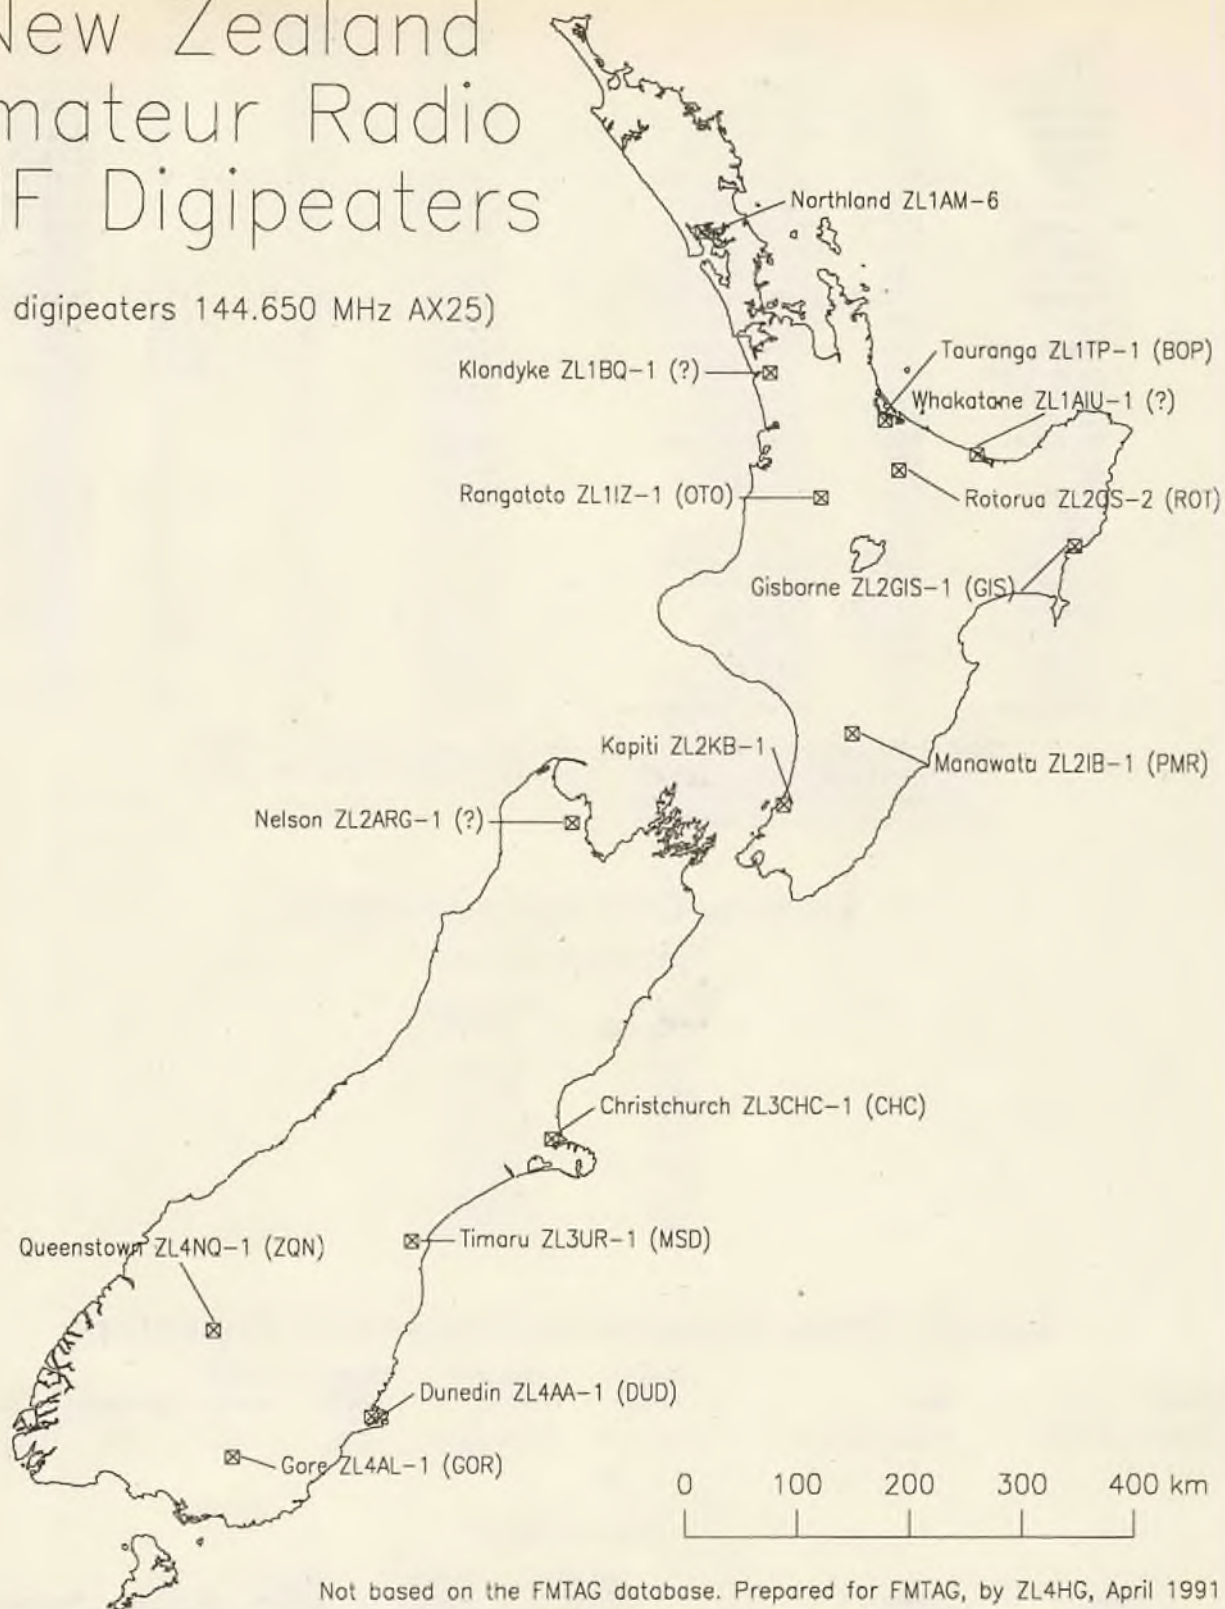 New Zealand
mateur Radio
F Digipeaters
digipeaters 144.650 MHz AX25)
Northland ZL1AM-6
Tauranga ZL1TP-1 (BOP)
Klondyke ZL1BQ-1 (?)
Whakatane ZL1AIU-1 (?)
Rangatoto ZL1IZ-1 (OTO)
Rotorua ZL2QS-2 (ROT)
Gisborne ZL2GIS-1 (GIS)
Kapiti ZL2KB-1
Manawatu ZL2IB-1 (PMR)
Nelson ZL2ARG-1 (?)
Christchurch ZL3CHC-1 (CHC)
Timaru ZL3UR-1 (MSD)
Queenstown ZL4NQ-1 (ZQN)
Dunedin ZL4AA-1 (DUD)
Gore ZL4AL-1 (GOR)
0 100 200 300 400 km
Not based on the FMTAG database. Prepared for FMTAG, by ZL4HG, April 1991